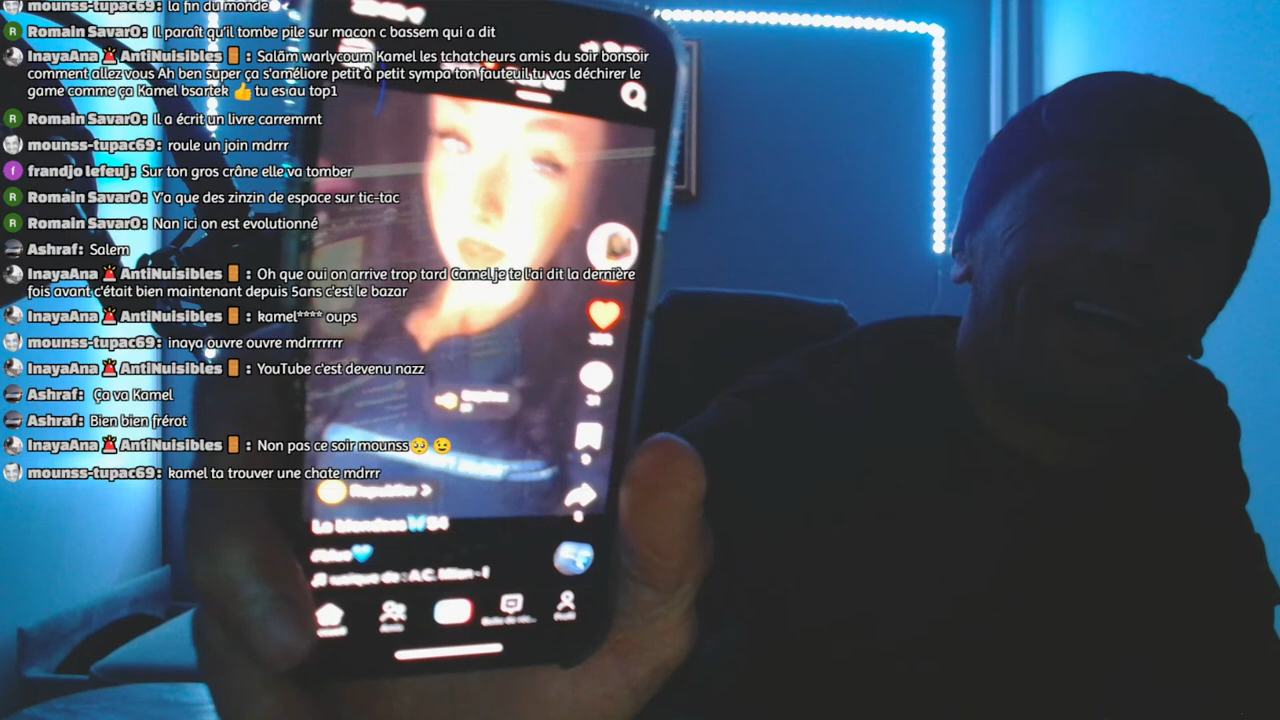 mounss-tupac69: la fin du monde
Romain SavarO: Il paraît qu'il tombe pile sur macon c bassem qui a dit
InayaAna🚨AntiNuisibles🚪: Salãm warlycoum Kamel les tchatcheurs amis du soir bonsoir
comment allez vous Ah ben super ça s'améliore petit à petit sympa ton fauteuil tu vas déchirer le
game comme ça Kamel bsartek 👍 tu es au top1
Romain SavarO: Il a écrit un livre carremrnt
mounss-tupac69: roule un join mdrrr
frandjo lefeuj: Sur ton gros crâne elle va tomber
Romain SavarO: Y'a que des zinzin de espace sur tic-tac
Romain SavarO: Nan ici on est evolutionné
Ashraf: Salem
InayaAna🚨AntiNuisibles🚪: Oh que oui on arrive trop tard Camel je te l'ai dit la dernière
fois avant c'était bien maintenant depuis 5ans c'est le bazar
InayaAna🚨AntiNuisibles🚪: kamel**** oups
mounss-tupac69: inaya ouvre ouvre mdrrrrrr
InayaAna🚨AntiNuisibles🚪: YouTube c'est devenu nazz
Ashraf: Ça va Kamel
Ashraf: Bien bien frérot
InayaAna🚨AntiNuisibles🚪: Non pas ce soir mounss🥺😉
mounss-tupac69: kamel ta trouver une chate mdrrr
Republier >
La blondasse🦋84
A.C. Milan - I